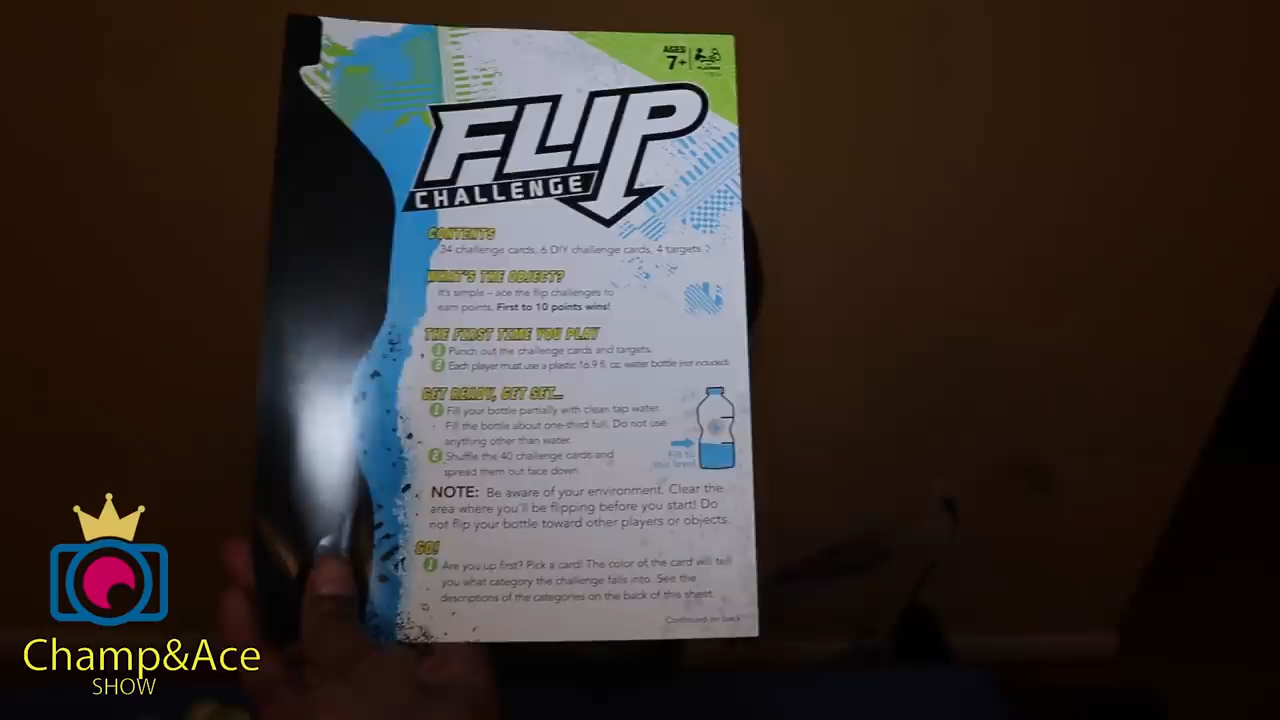 AGES
7+
FLIP
CHALLENGE
CONTENTS
34 challenge cards, 6 DIY challenge cards, 4 targets.
WHAT'S THE OBJECT?
It's simple – ace the flip challenges to
earn points. First to 10 points wins!
THE FIRST TIME YOU PLAY
1 Punch out the challenge cards and targets.
2 Each player must use a plastic 16.9 fl. oz. water bottle (not included).
GET READY, GET SET...
1 Fill your bottle partially with clean tap water.
Fill the bottle about one-third full. Do not use
anything other than water.
2 Shuffle the 40 challenge cards and
spread them out face down.
Fill to
this level
NOTE: Be aware of your environment. Clear the
area where you'll be flipping before you start! Do
not flip your bottle toward other players or objects.
GO!
1 Are you up first? Pick a card! The color of the card will tell
you what category the challenge falls into. See the
descriptions of the categories on the back of this sheet.
Continued on back
Champ&Ace
SHOW